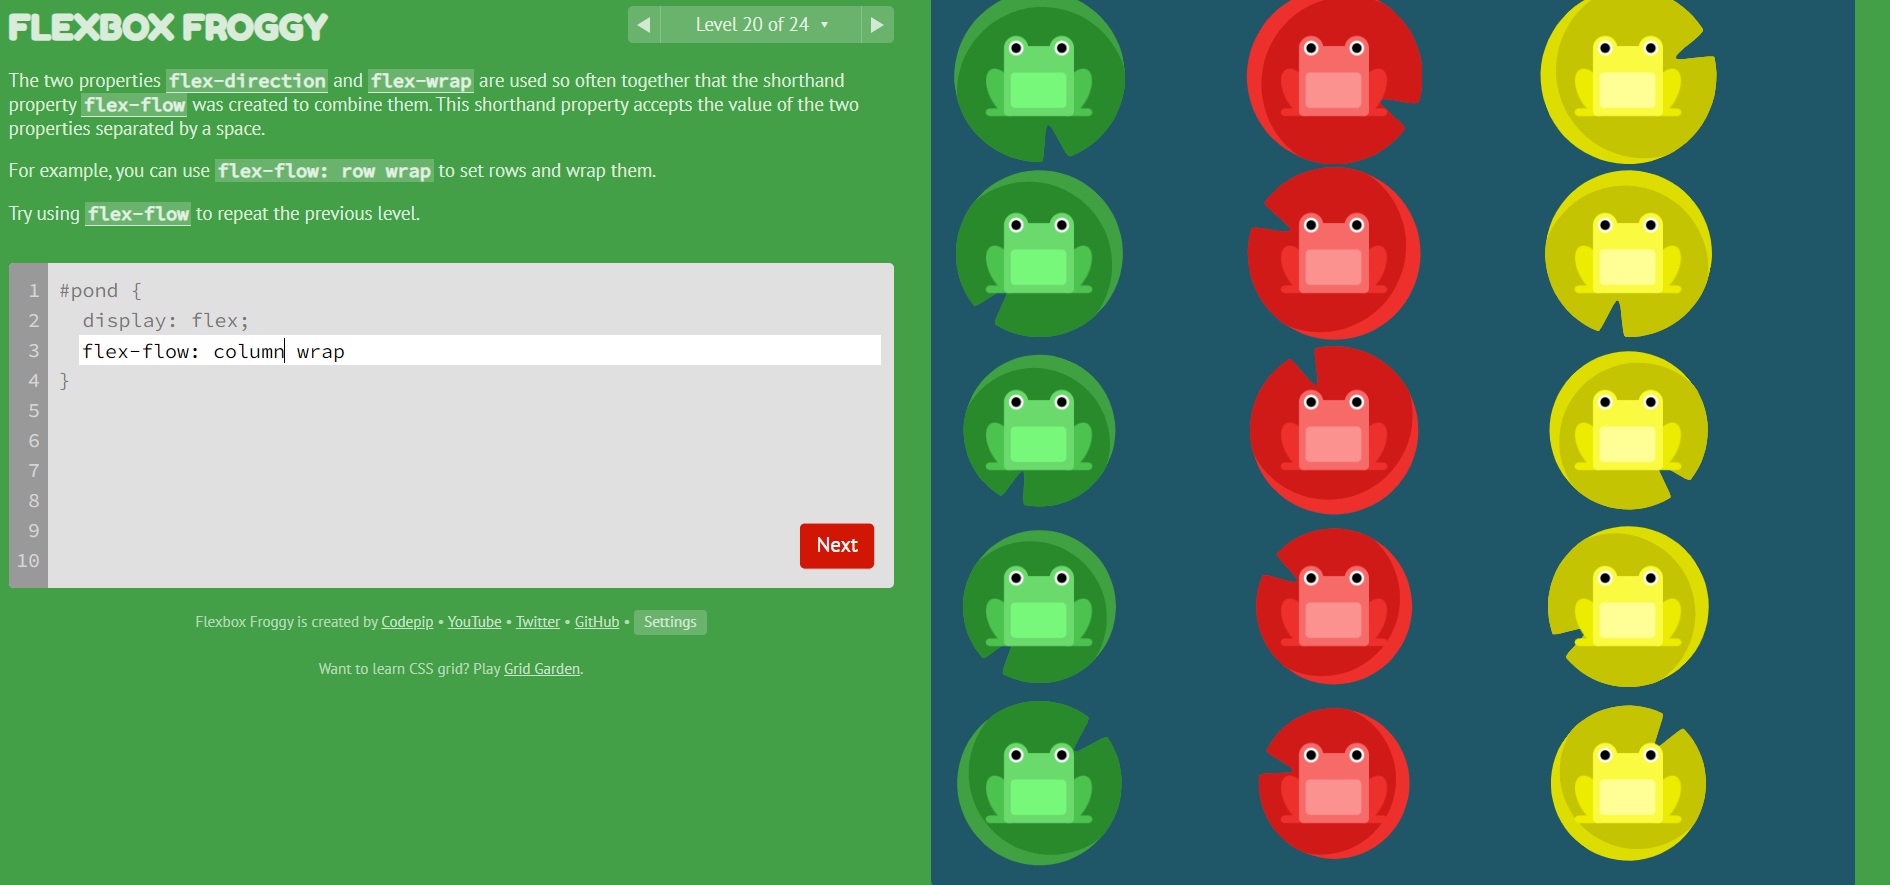 FLEXBOX FROGGY
Level 20 of 24
The two properties flex-direction and flex-wrap are used so often together that the shorthand
property flex-flow was created to combine them. This shorthand property accepts the value of the two
properties separated by a space.
For example, you can use flex-flow: row wrap to set rows and wrap them.
Try using flex-flow to repeat the previous level.
1 #pond {
2 display: flex;
3 flex-flow: column wrap
4 }
5
6
7
8
9
10
Next
Flexbox Froggy is created by Codepip • YouTube • Twitter • GitHub • Settings
Want to learn CSS grid? Play Grid Garden.